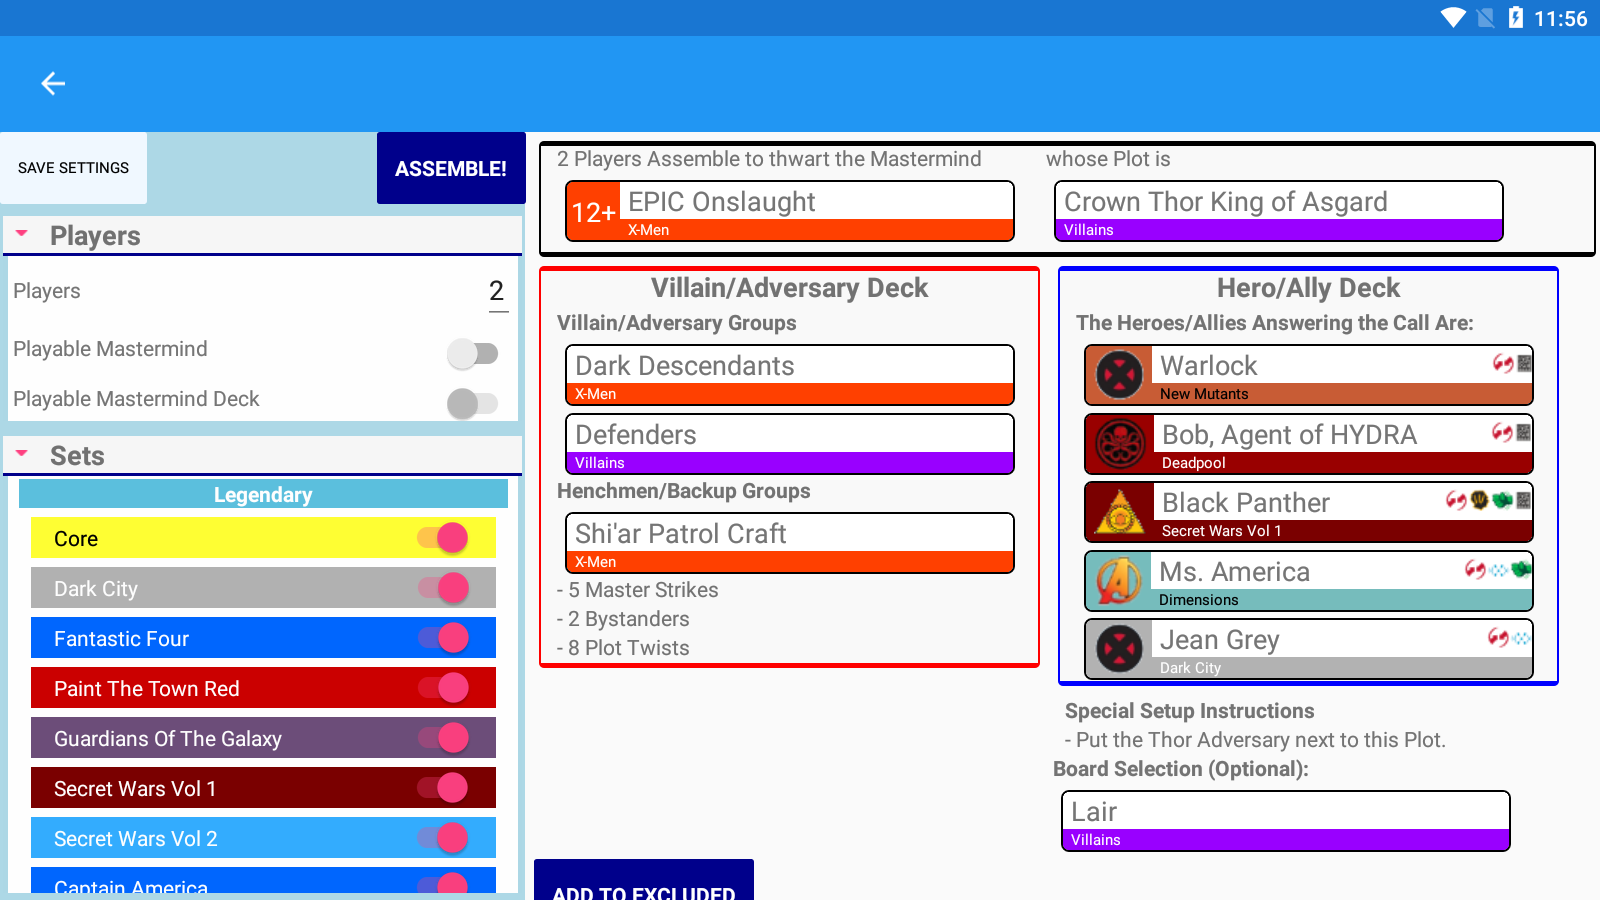 11:56
SAVE SETTINGS
ASSEMBLE!
Players
Players
2
Playable Mastermind
Playable Mastermind Deck
Sets
Legendary
Core
Dark City
Fantastic Four
Paint The Town Red
Guardians Of The Galaxy
Secret Wars Vol 1
Secret Wars Vol 2
Captain America
2 Players Assemble to thwart the Mastermind
12+
EPIC Onslaught
X-Men
whose Plot is
Crown Thor King of Asgard
Villains
Villain/Adversary Deck
Villain/Adversary Groups
Dark Descendants
X-Men
Defenders
Villains
Henchmen/Backup Groups
Shi'ar Patrol Craft
X-Men
- 5 Master Strikes
- 2 Bystanders
- 8 Plot Twists
Hero/Ally Deck
The Heroes/Allies Answering the Call Are:
Warlock
New Mutants
Bob, Agent of HYDRA
Deadpool
Black Panther
Secret Wars Vol 1
Ms. America
Dimensions
Jean Grey
Dark City
Special Setup Instructions
- Put the Thor Adversary next to this Plot.
Board Selection (Optional):
Lair
Villains
ADD TO EXCLUDED